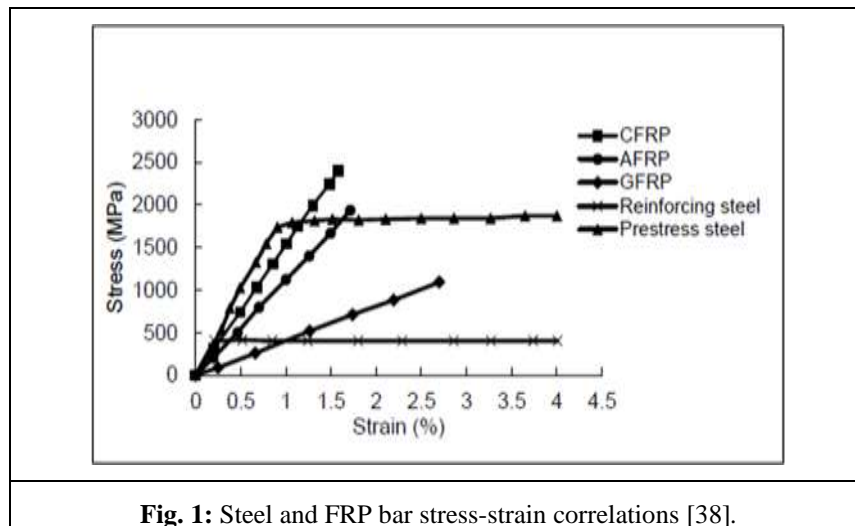 3000
2500
2000
1500
1000
500
0
Stress (MPa)
0 0.5 1 1.5 2 2.5 3 3.5 4 4.5
Strain (%)
CFRP
AFRP
GFRP
Reinforcing steel
Prestress steel
Fig. 1: Steel and FRP bar stress-strain correlations [38].